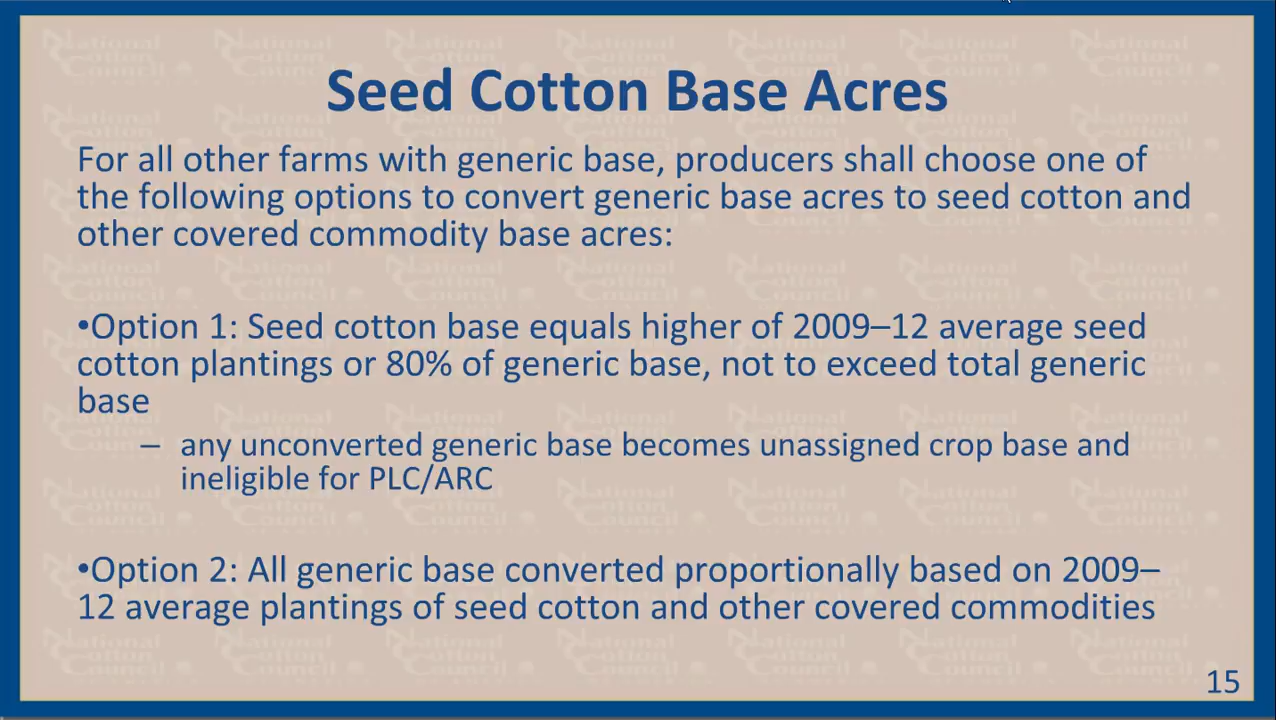 Seed Cotton Base Acres
For all other farms with generic base, producers shall choose one of
the following options to convert generic base acres to seed cotton and
other covered commodity base acres:
•Option 1: Seed cotton base equals higher of 2009–12 average seed
cotton plantings or 80% of generic base, not to exceed total generic
base
– any unconverted generic base becomes unassigned crop base and
ineligible for PLC/ARC
•Option 2: All generic base converted proportionally based on 2009–
12 average plantings of seed cotton and other covered commodities
15